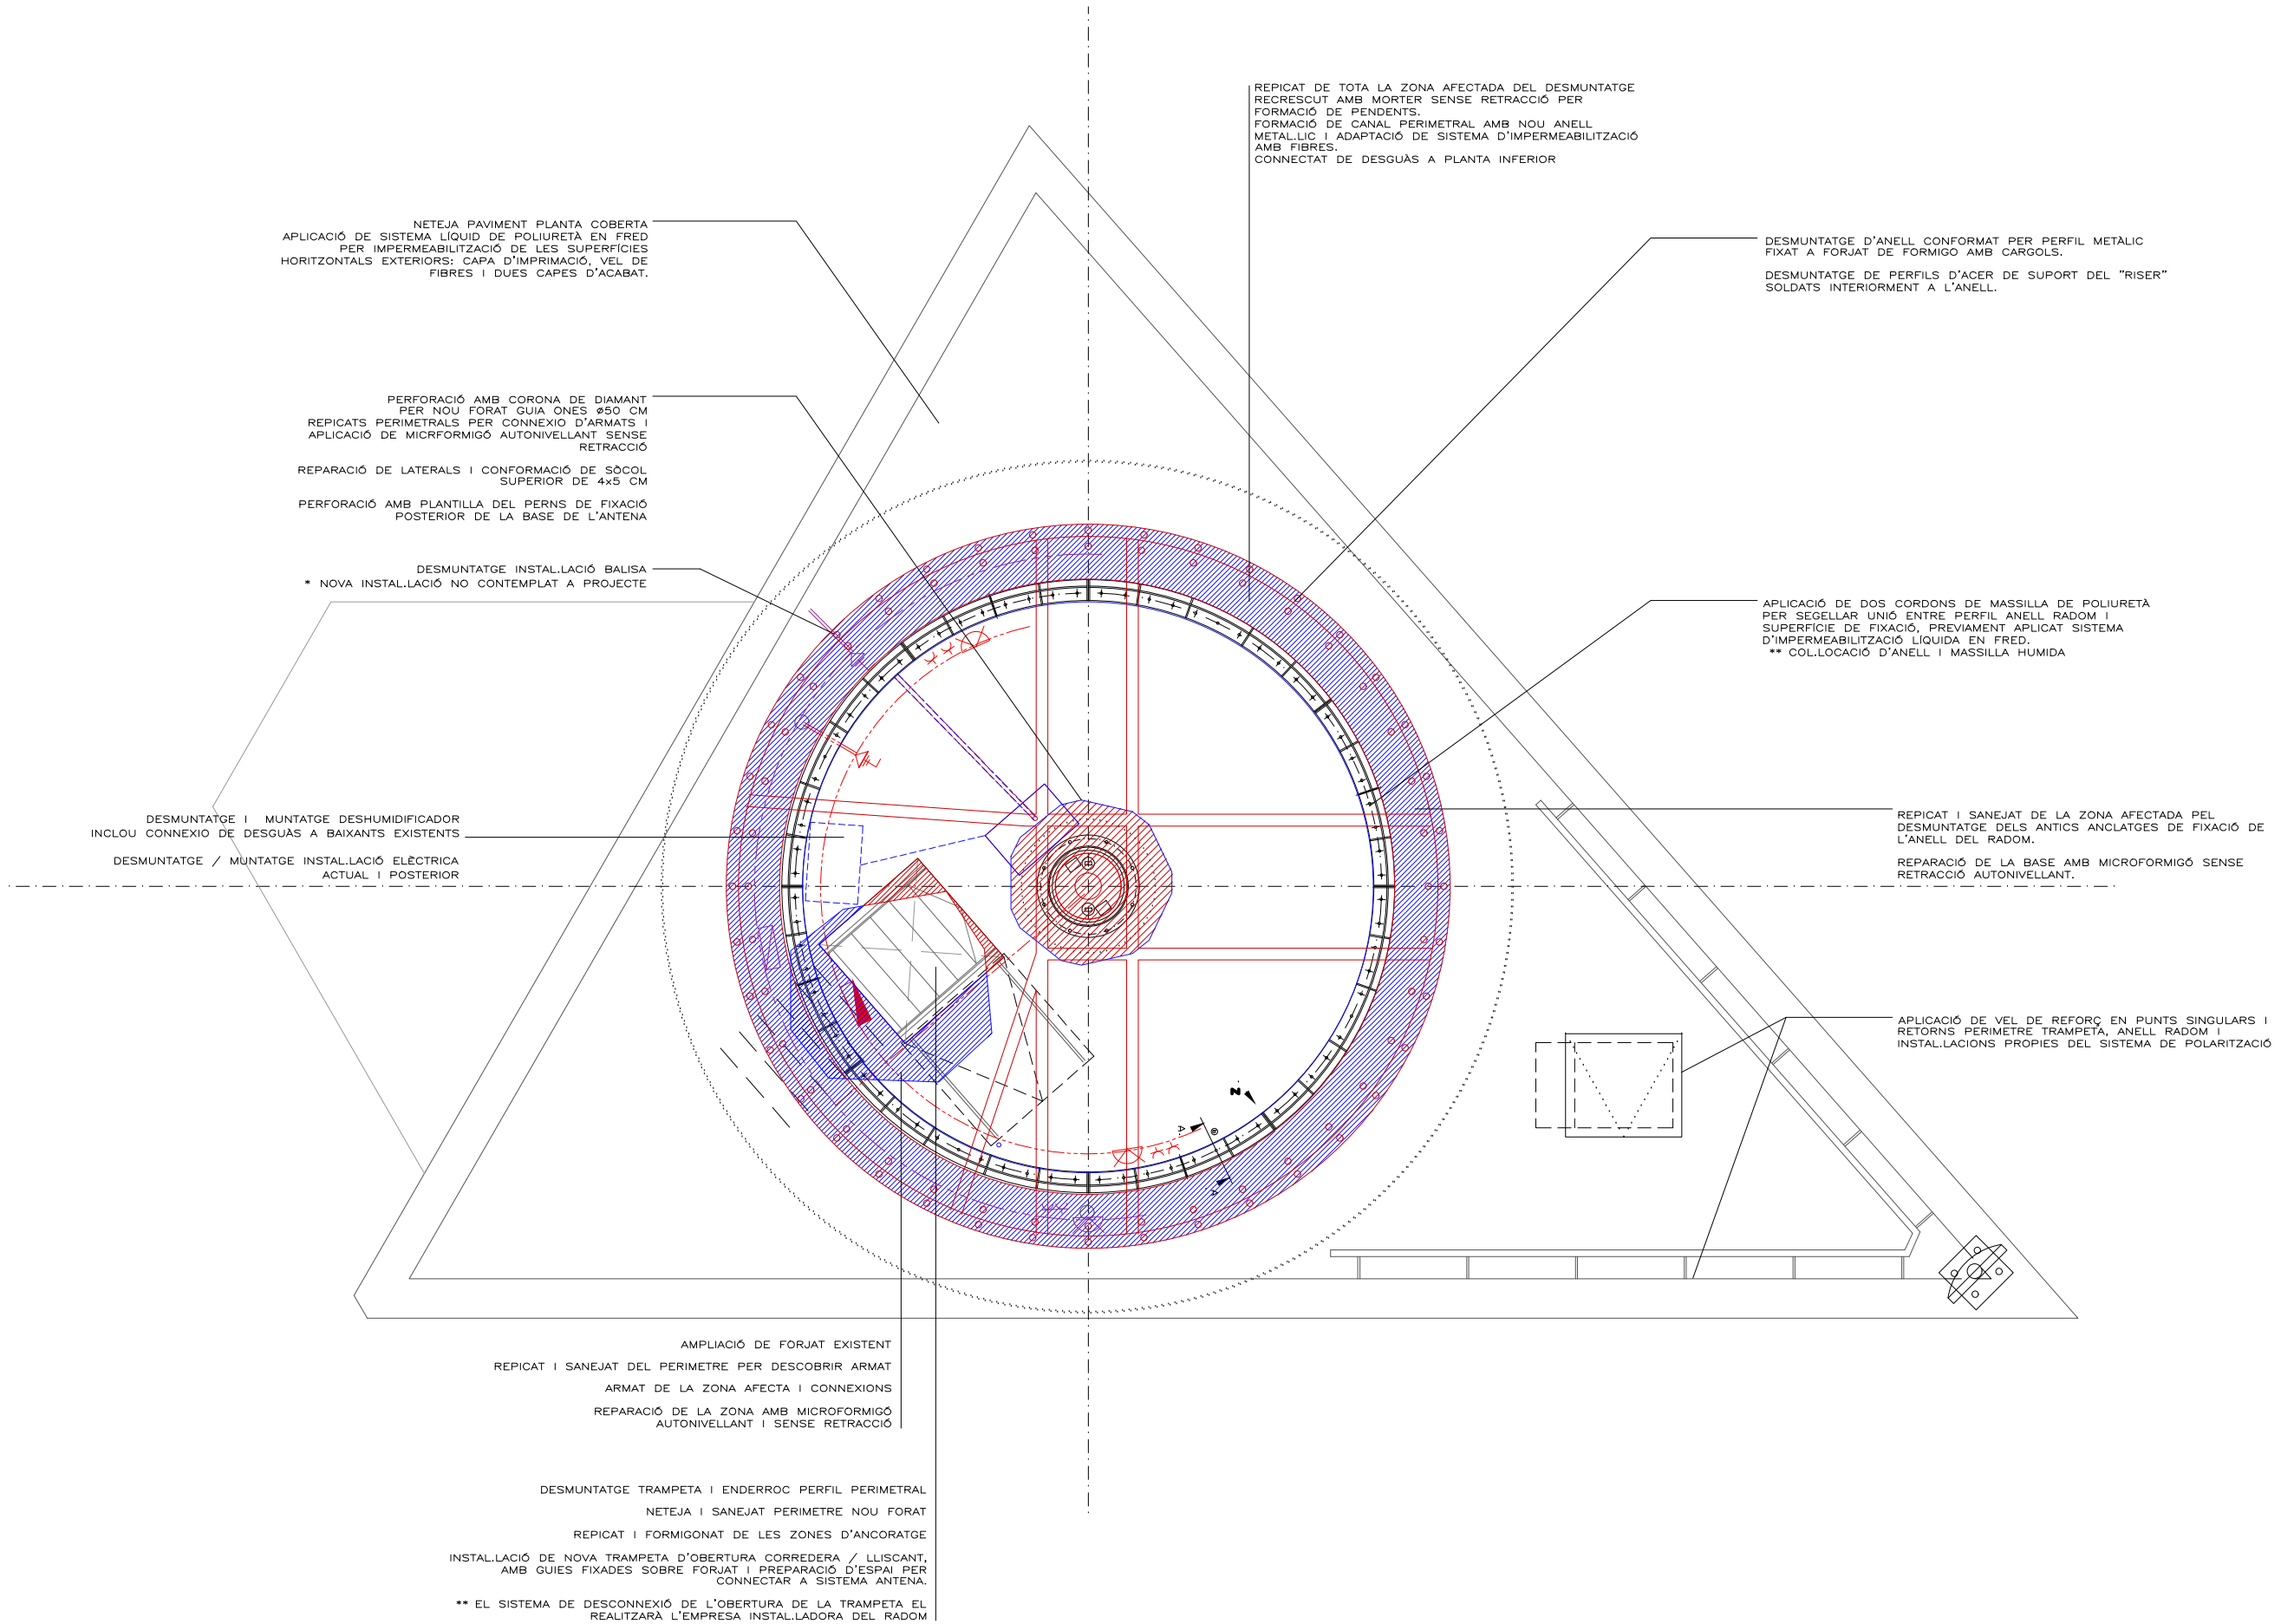 REPICAT DE TOTA LA ZONA AFECTADA DEL DESMUNTATGE
RECRESCUT AMB MORTER SENSE RETRACCIÓ PER
FORMACIÓ DE PENDENTS.
FORMACIÓ DE CANAL PERIMETRAL AMB NOU ANELL
METAL.LIC I ADAPTACIÓ DE SISTEMA D'IMPERMEABILITZACIÓ
AMB FIBRES.
CONNECTAT DE DESGUÀS A PLANTA INFERIOR
NETEJA PAVIMENT PLANTA COBERTA
APLICACIÓ DE SISTEMA LÍQUID DE POLIURETÀ EN FRED
PER IMPERMEABILITZACIÓ DE LES SUPERFÍCIES
HORITZONTALS EXTERIORS: CAPA D'IMPRIMACIÓ, VEL DE
FIBRES I DUES CAPES D'ACABAT.
DESMUNTATGE D'ANELL CONFORMAT PER PERFIL METÀLIC
FIXAT A FORJAT DE FORMIGO AMB CARGOLS.
DESMUNTATGE DE PERFILS D'ACER DE SUPORT DEL "RISER"
SOLDATS INTERIORMENT A L'ANELL.
PERFORACIÓ AMB CORONA DE DIAMANT
PER NOU FORAT GUIA ONES ø50 CM
REPICATS PERIMETRALS PER CONNEXIO D'ARMATS I
APLICACIÓ DE MICRFORMIGÓ AUTONIVELLANT SENSE
RETRACCIÓ
REPARACIÓ DE LATERALS I CONFORMACIÓ DE SÒCOL
SUPERIOR DE 4x5 CM
PERFORACIÓ AMB PLANTILLA DEL PERNS DE FIXACIÓ
POSTERIOR DE LA BASE DE L'ANTENA
DESMUNTATGE INSTAL.LACIÓ BALISA
* NOVA INSTAL.LACIÓ NO CONTEMPLAT A PROJECTE
APLICACIÓ DE DOS CORDONS DE MASSILLA DE POLIURETÀ
PER SEGELLAR UNIÓ ENTRE PERFIL ANELL RADOM I
SUPERFÍCIE DE FIXACIÓ, PREVIAMENT APLICAT SISTEMA
D'IMPERMEABILITZACIÓ LÍQUIDA EN FRED.
** COL.LOCACIÓ D'ANELL I MASSILLA HUMIDA
DESMUNTATGE I MUNTATGE DESHUMIDIFICADOR
INCLOU CONNEXIO DE DESGUÀS A BAIXANTS EXISTENTS
DESMUNTATGE / MUNTATGE INSTAL.LACIÓ ELÈCTRICA
ACTUAL I POSTERIOR
REPICAT I SANEJAT DE LA ZONA AFECTADA PEL
DESMUNTATGE DELS ANTICS ANCLATGES DE FIXACIÓ DE
L'ANELL DEL RADOM.
REPARACIÓ DE LA BASE AMB MICROFORMIGÓ SENSE
RETRACCIÓ AUTONIVELLANT.
APLICACIÓ DE VEL DE REFORÇ EN PUNTS SINGULARS I
RETORNS PERIMETRE TRAMPETA, ANELL RADOM I
INSTAL.LACIONS PROPIES DEL SISTEMA DE POLARITZACIÓ
N
A
A
AMPLIACIÓ DE FORJAT EXISTENT
REPICAT I SANEJAT DEL PERIMETRE PER DESCOBRIR ARMAT
ARMAT DE LA ZONA AFECTA I CONNEXIONS
REPARACIÓ DE LA ZONA AMB MICROFORMIGÓ
AUTONIVELLANT I SENSE RETRACCIÓ
DESMUNTATGE TRAMPETA I ENDERROC PERFIL PERIMETRAL
NETEJA I SANEJAT PERIMETRE NOU FORAT
REPICAT I FORMIGONAT DE LES ZONES D'ANCORATGE
INSTAL.LACIÓ DE NOVA TRAMPETA D'OBERTURA CORREDERA / LLISCANT,
AMB GUIES FIXADES SOBRE FORJAT I PREPARACIÓ D'ESPAI PER
CONNECTAR A SISTEMA ANTENA.
** EL SISTEMA DE DESCONNEXIÓ DE L'OBERTURA DE LA TRAMPETA EL
REALITZARÀ L'EMPRESA INSTAL.LADORA DEL RADOM